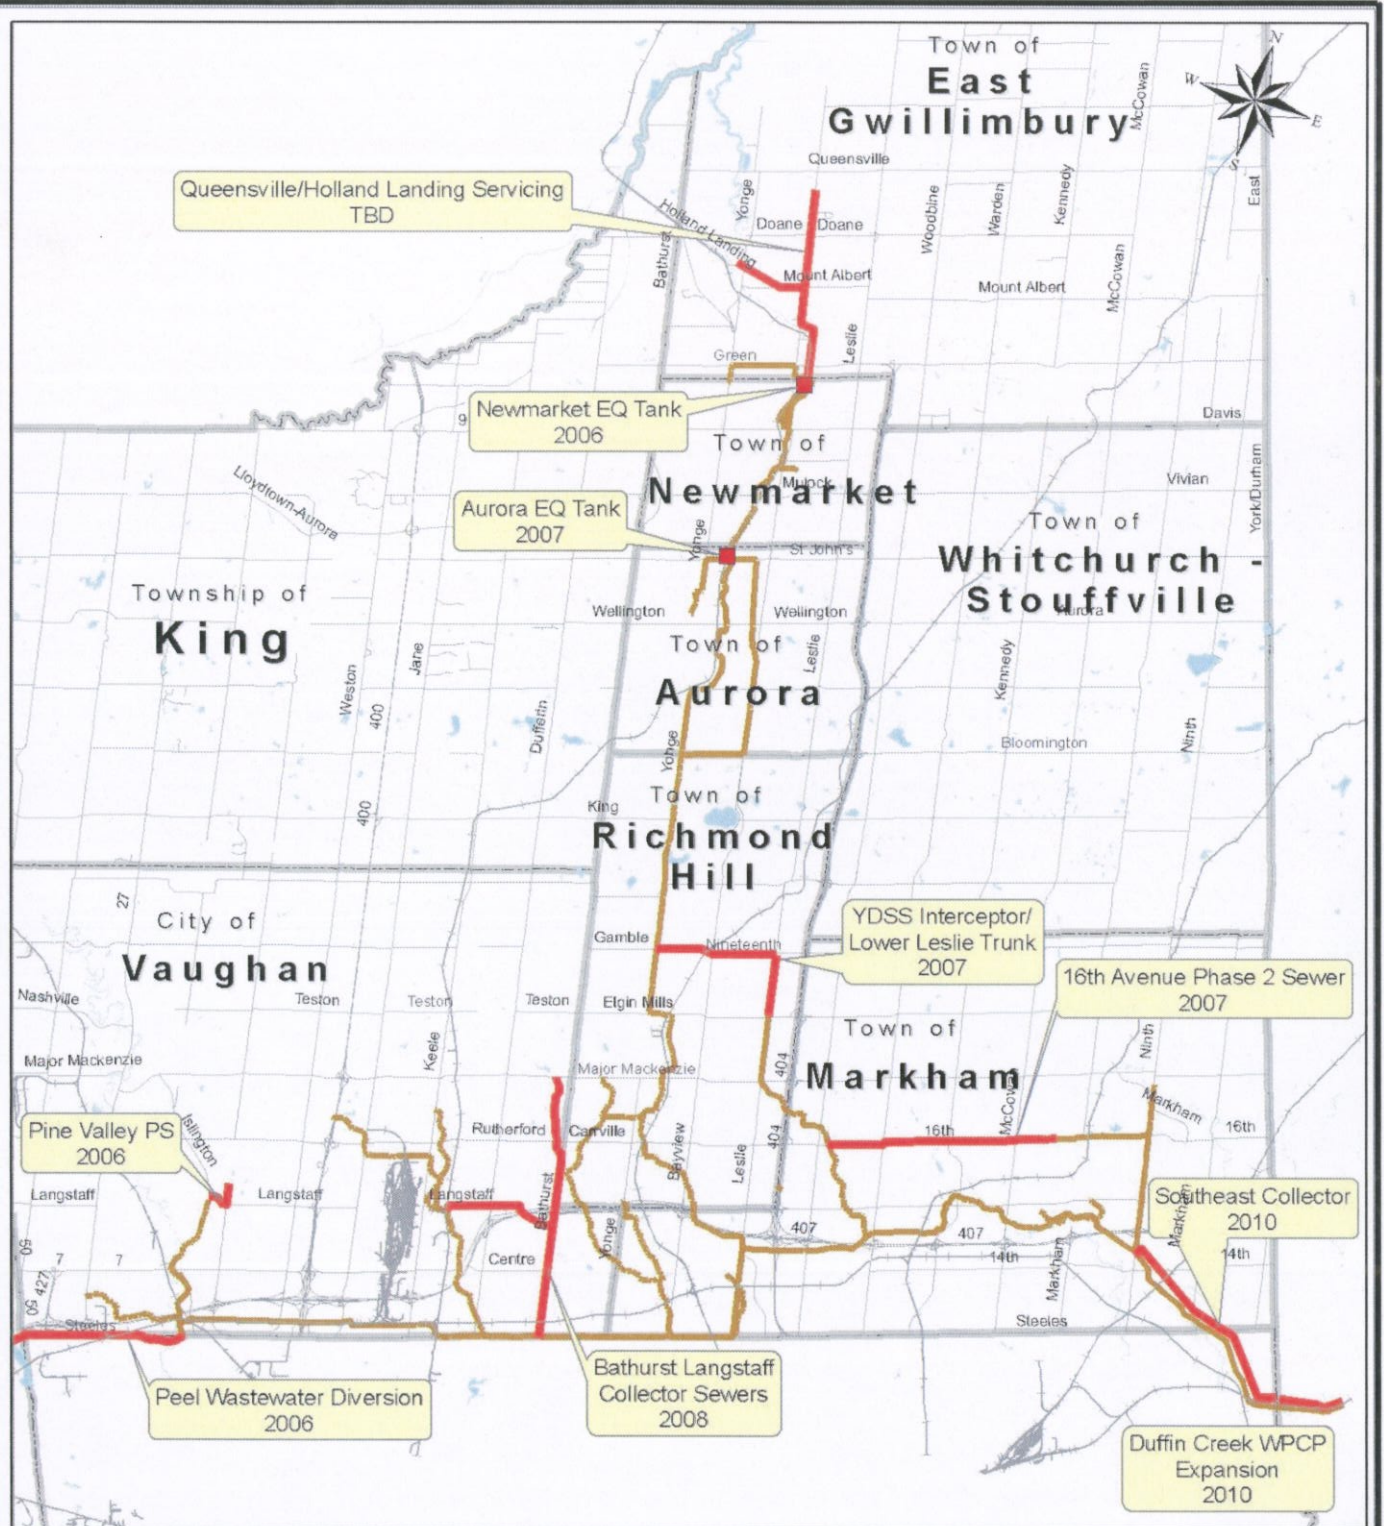 Town of
East
Gwillimbury
N
W
E
S
McCowan
Queensville
Queensville/Holland Landing Servicing
TBD
Yonge
Holland Landing
Doane
Doane
Woodbine
Warden
Kennedy
East
Bathurst
Mount Albert
Mount Albert
McCowan
Leslie
Green
Newmarket EQ Tank
2006
9
Davis
Town of
Newmarket
Mulock
Lloydtown-Aurora
Vivian
York/Durham
Aurora EQ Tank
2007
Yonge
St John's
Town of
Whitchurch -
Stouffville
Aurora
Township of
King
Wellington
Wellington
Town of
Aurora
Leslie
Kennedy
Jane
Weston
400
Dufferin
Yonge
Bloomington
Ninth
400
King
Town of
Richmond
Hill
27
City of
Vaughan
Gamble
Nineteenth
YDSS Interceptor/
Lower Leslie Trunk
2007
16th Avenue Phase 2 Sewer
2007
Nashville
Teston
Teston
Teston
Elgin Mills
Town of
Markham
Ninth
Major Mackenzie
Keele
Major Mackenzie
404
McCowan
Markham
Pine Valley PS
2006
Islington
Rutherford
Carrville
Bayview
Leslie
404
16th
16th
Langstaff
Langstaff
Langstaff
Bathurst
Southeast Collector
2010
Markham
50
427
7
7
7
Centre
Yonge
407
407
14th
14th
Markham
50
Steeles
Steeles
Peel Wastewater Diversion
2006
Bathurst Langstaff
Collector Sewers
2008
Duffin Creek WPCP
Expansion
2010